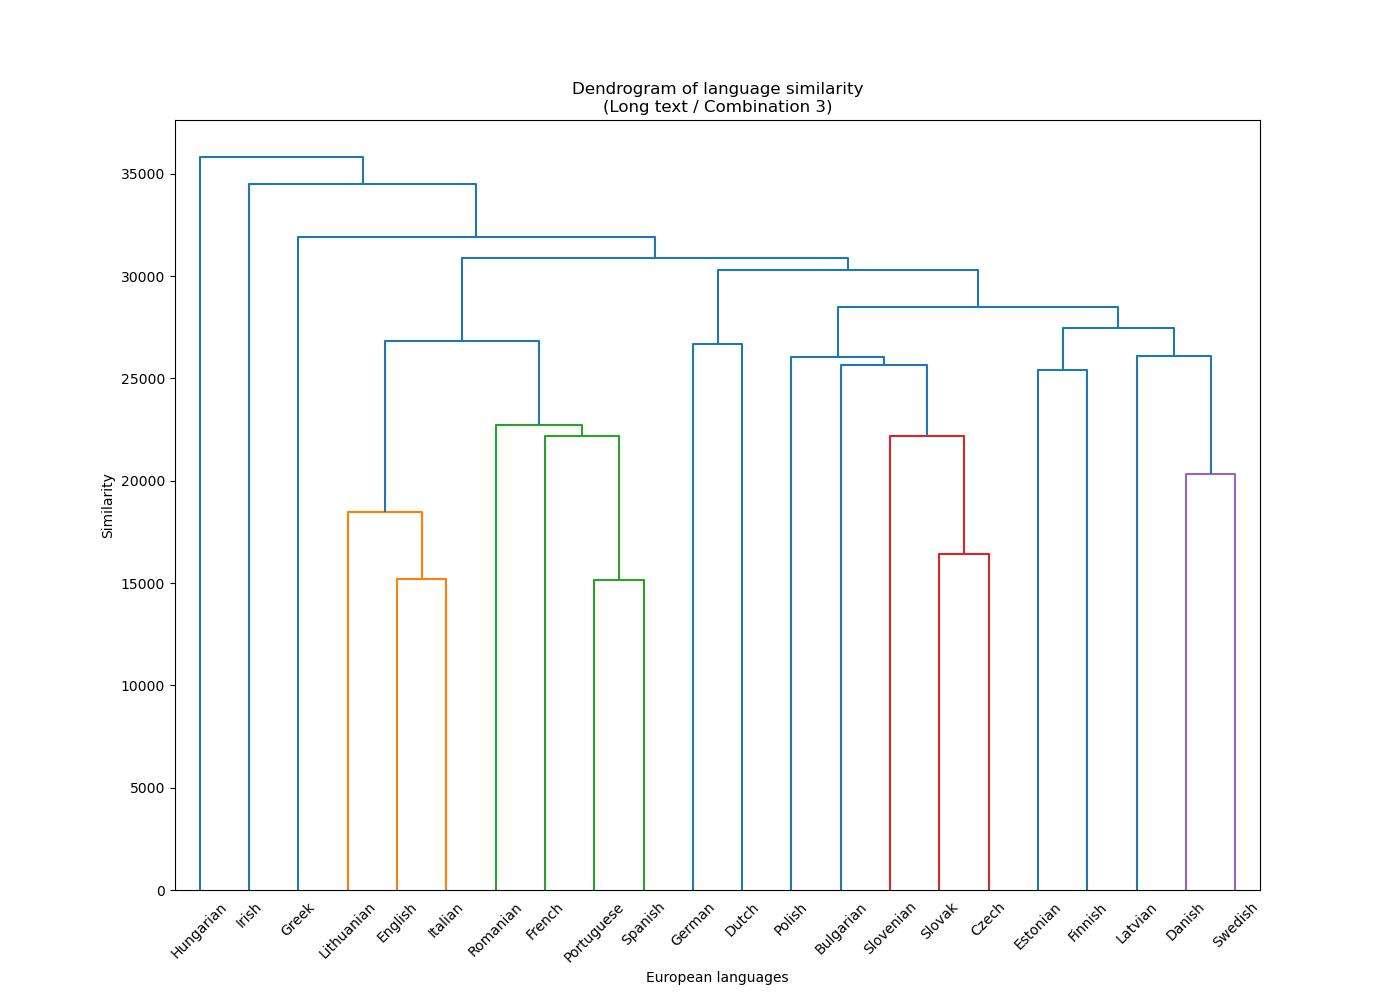 Dendrogram of language similarity
(Long text / Combination 3)
35000
30000
25000
20000
15000
10000
5000
0
Similarity
Hungarian
Irish
Greek
Lithuanian
English
Italian
Romanian
French
Portuguese
Spanish
German
Dutch
Polish
Bulgarian
Slovenian
Slovak
Czech
Estonian
Finnish
Latvian
Danish
Swedish
European languages